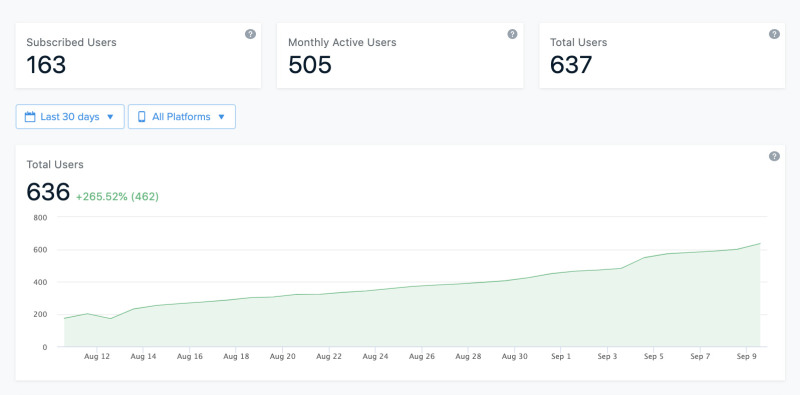 Subscribed Users
163
?
Monthly Active Users
505
?
Total Users
637
?
Last 30 days ▼
All Platforms ▼
Total Users
?
636 +265.52% (462)
800
600
400
200
0
Aug 12 Aug 14 Aug 16 Aug 18 Aug 20 Aug 22 Aug 24 Aug 26 Aug 28 Aug 30 Sep 1 Sep 3 Sep 5 Sep 7 Sep 9